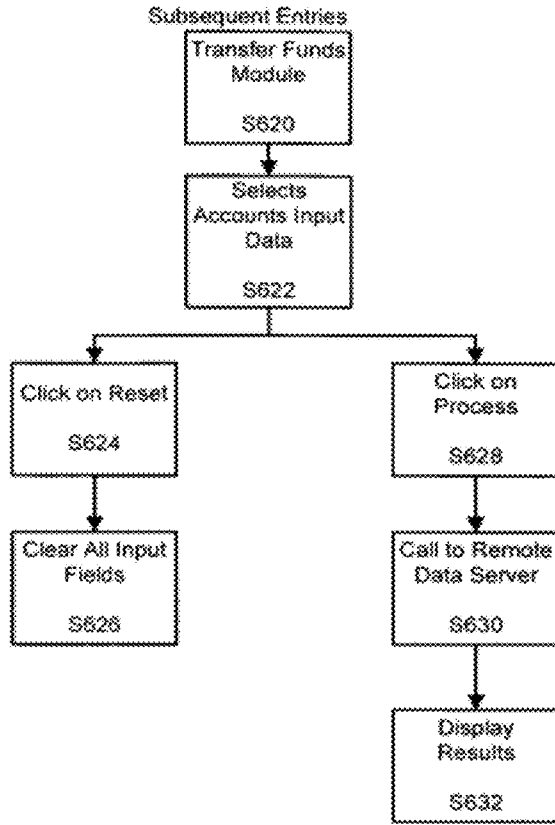 Subsequent Entries
Transfer Funds
Module
S620
Selects
Accounts Input
Data
S622
Click on Reset
S624
Clear All Input
Fields
S626
Click on
Process
S628
Call to Remote
Data Server
S630
Display
Results
S632